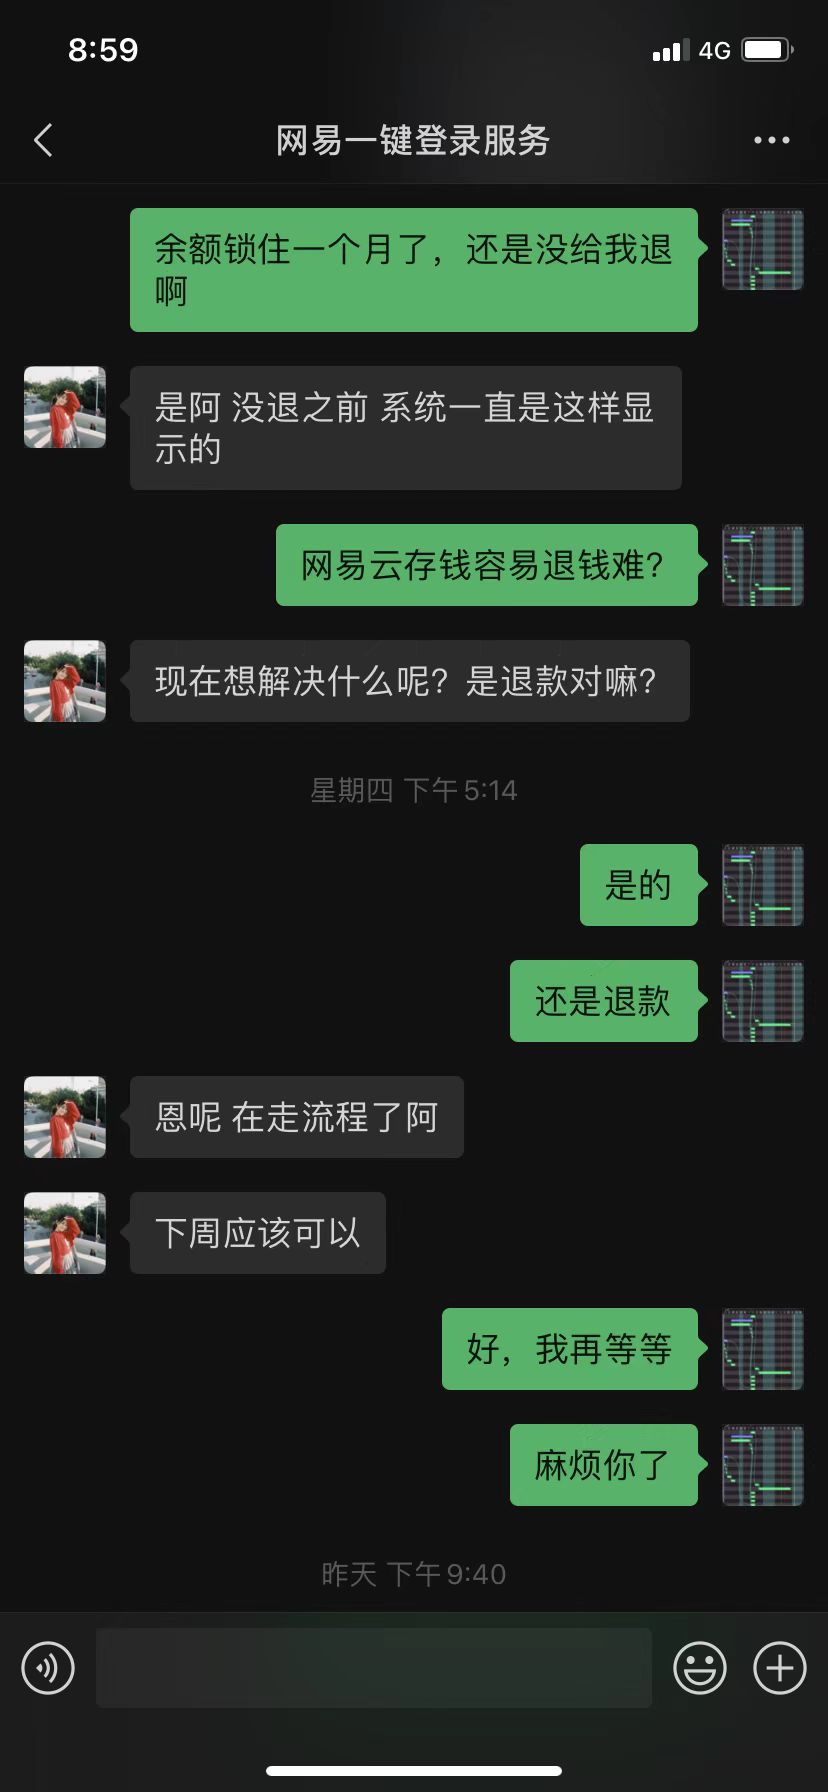 8:59
4G
网易一键登录服务
余额锁住一个月了，还是没给我退
啊
是阿 没退之前 系统一直是这样显
示的
网易云存钱容易退钱难？
现在想解决什么呢？是退款对嘛？
星期四 下午5:14
是的
还是退款
恩呢 在走流程了阿
下周应该可以
好，我再等等
麻烦你了
昨天 下午9:40